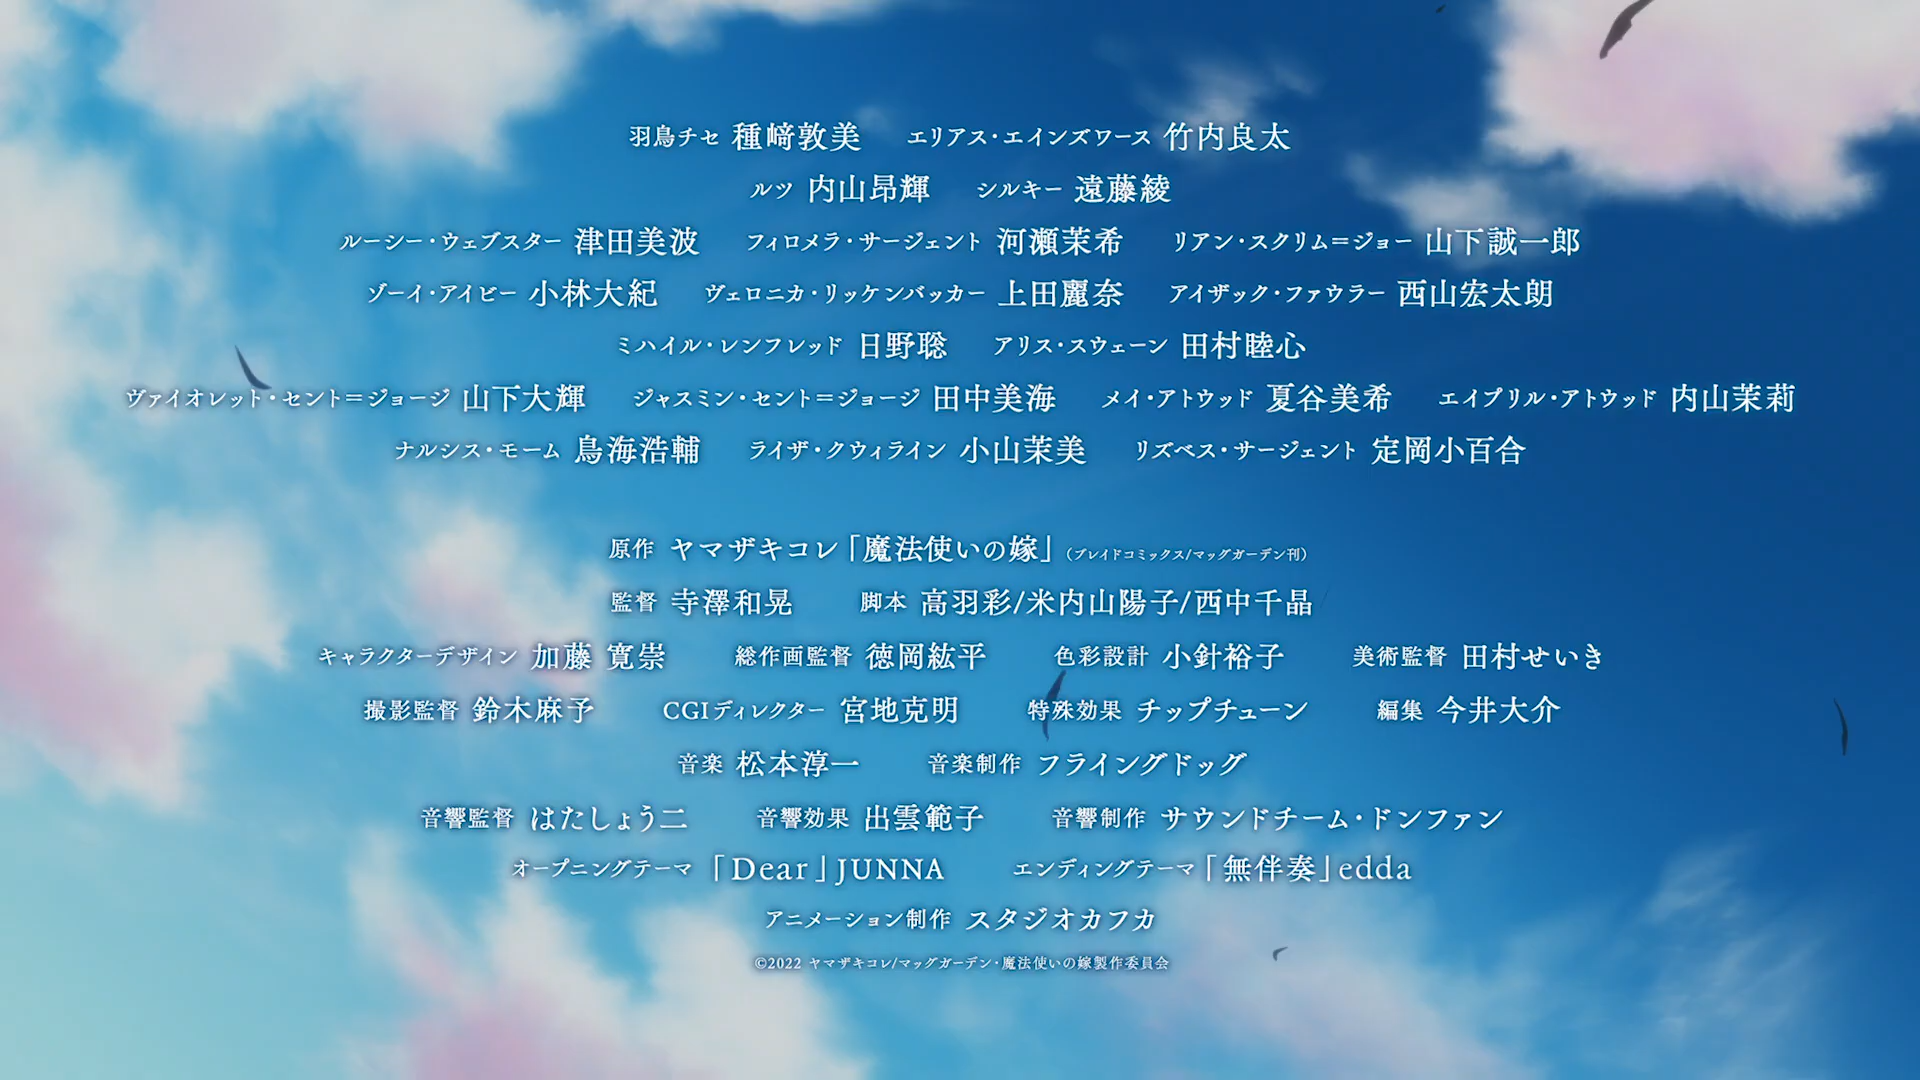 羽鳥チセ 種﨑敦美 エリアス・エインズワース 竹内良太
ルツ 内山昂輝 シルキー 遠藤綾
ルーシー・ウェブスター 津田美波 フィロメラ・サージェント 河瀬茉希 リアン・スクリム＝ジョー 山下誠一郎
ゾーイ・アイビー 小林大紀 ヴェロニカ・リッケンバッカー 上田麗奈 アイザック・ファウラー 西山宏太朗
ミハイル・レンフレッド 日野聡 アリス・スウェーン 田村睦心
ヴァイオレット・セント＝ジョージ 山下大輝 ジャスミン・セント＝ジョージ 田中美海 メイ・アトウッド 夏谷美希 エイプリル・アトウッド 内山茉莉
ナルシス・モーム 鳥海浩輔 ライザ・クウィライン 小山茉美 リズベス・サージェント 定岡小百合
原作 ヤマザキコレ「魔法使いの嫁」（ブレイドコミックス/マッグガーデン刊）
監督 寺澤和晃 脚本 高羽彩/米内山陽子/西中千晶
キャラクターデザイン 加藤 寛崇 総作画監督 徳岡紘平 色彩設計 小針裕子 美術監督 田村せいき
撮影監督 鈴木麻予 CGIディレクター 宮地克明 特殊効果 チップチューン 編集 今井大介
音楽 松本淳一 音楽制作 フライングドッグ
音響監督 はたしょう二 音響効果 出雲範子 音響制作 サウンドチーム・ドンファン
オープニングテーマ 「Dear」JUNNA エンディングテーマ「無伴奏」edda
アニメーション制作 スタジオカフカ
©2022 ヤマザキコレ/マッグガーデン・魔法使いの嫁製作委員会